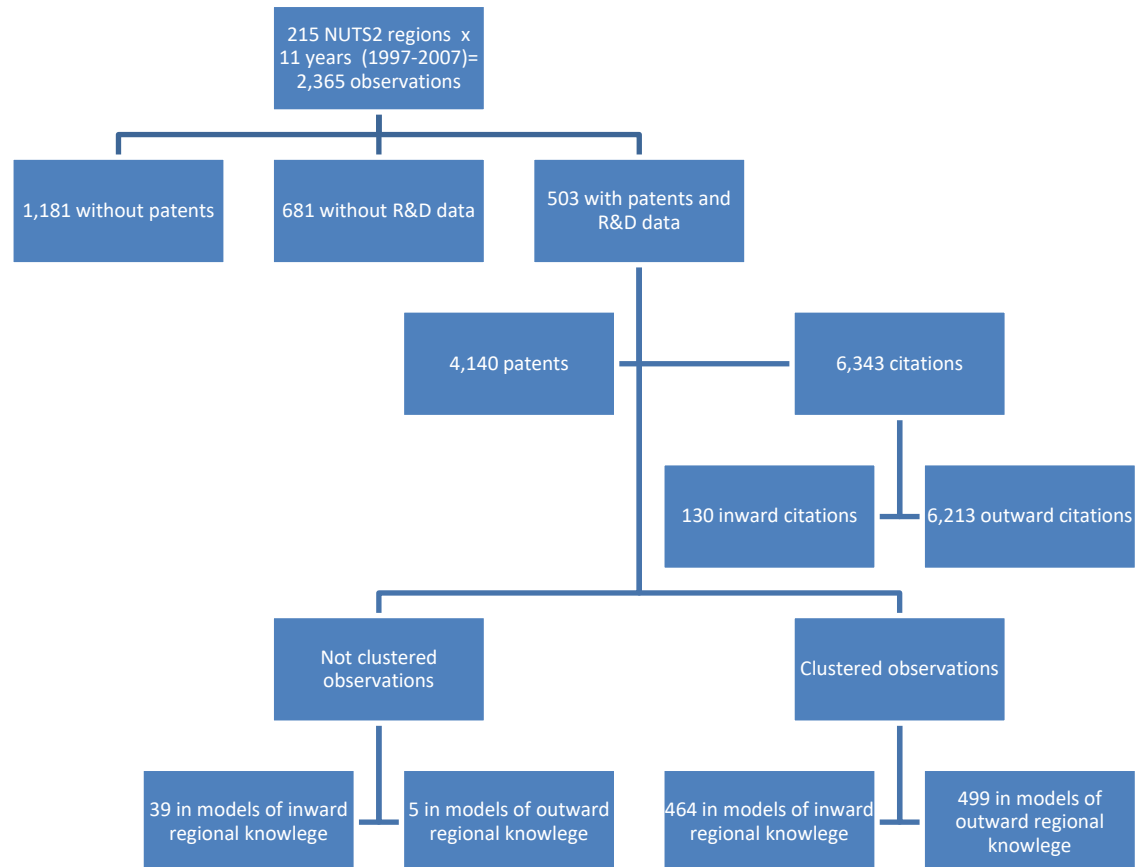 215 NUTS2 regions x
11 years (1997-2007)=
2,365 observations
1,181 without patents
681 without R&D data
503 with patents and
R&D data
4,140 patents
6,343 citations
130 inward citations
6,213 outward citations
Not clustered
observations
Clustered observations
39 in models of inward
regional knowlege
5 in models of outward
regional knowlege
464 in models of inward
regional knowlege
499 in models of
outward regional
knowlege